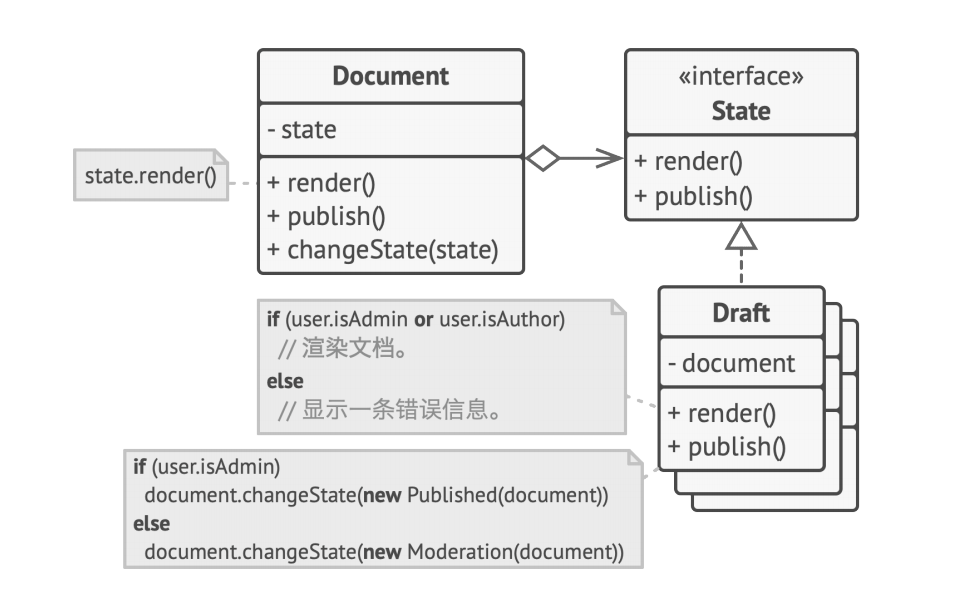 Document
- state
+ render()
+ publish()
+ changeState(state)
«interface»
State
+ render()
+ publish()
state.render()
if (user.isAdmin or user.isAuthor)
// 渲染文档。
else
// 显示一条错误信息。
Draft
- document
+ render()
+ publish()
if (user.isAdmin)
document.changeState(new Published(document))
else
document.changeState(new Moderation(document))